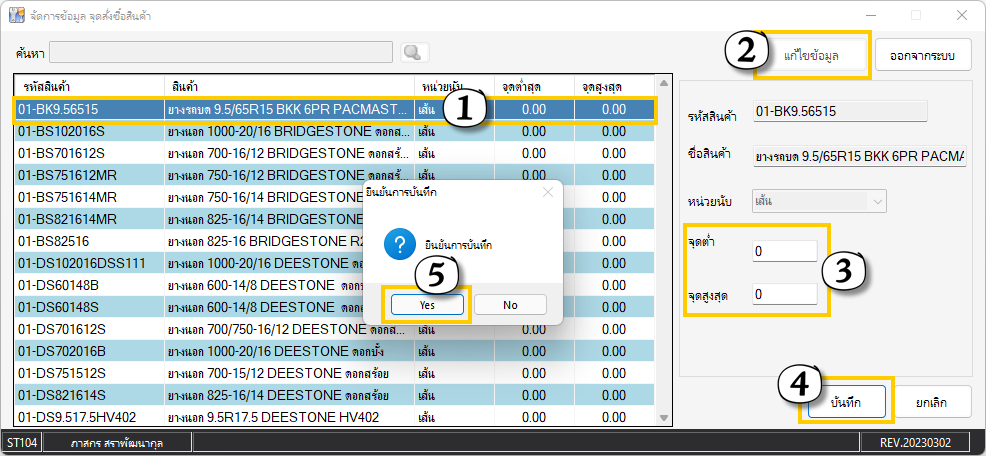 จัดการข้อมูล จุดสั่งซื้อสินค้า
ค้นหา
2
แก้ไขข้อมูล
ออกจากระบบ
รหัสสินค้า สินค้า หน่วยนับ จุดต่ำสุด จุดสูงสุด
01-BK9.56515 ยางรถบด 9.5/65R15 BKK 6PR PACMAST... เส้น 1 0.00 0.00
01-BS102016S ยางนอก 1000-20/16 BRIDGESTONE ดอกส... เส้น 0.00 0.00
01-BS701612S ยางนอก 700-16/12 BRIDGESTONE ดอกสร้... เส้น 0.00 0.00
01-BS751612MR ยางนอก 750-16/12 BRIDGESTONE ดอกสร้... เส้น 0.00 0.00
01-BS751614MR ยางนอก 750-16/14 BRIDGESTONE 0.00
01-BS821614MR ยางนอก 825-16/14 BRIDGESTONE 0.00
01-BS82516 ยางนอก 825-16 BRIDGESTONE R2 0.00
01-DS102016DSS111 ยางนอก 1000-20/16 DEESTONE 0.00
01-DS60148B ยางนอก 600-14/8 DEESTONE 0.00
01-DS60148S ยางนอก 600-14/8 DEESTONE 0.00
01-DS701612S ยางนอก 700/750-16/12 DEESTONE ดอกส... เส้น 0.00 0.00
01-DS702016B ยางนอก 1000-20/16 DEESTONE ดอกบั้ง เส้น 0.00 0.00
01-DS751512S ยางนอก 700-15/12 DEESTONE ดอกสร้อย เส้น 0.00 0.00
01-DS821614S ยางนอก 825-16/14 DEESTONE ดอกสร้อย เส้น 0.00 0.00
01-DS9.517.5HV402 ยางนอก 9.5R17.5 DEESTONE HV402 เส้น 0.00 0.00
ยืนยันการบันทึก
?
ยืนยันการบันทึก
5
Yes No
รหัสสินค้า 01-BK9.56515
ชื่อสินค้า ยางรถบด 9.5/65R15 BKK 6PR PACMA
หน่วยนับ เส้น
จุดต่ำ 0
3
จุดสูงสุด 0
4
บันทึก ยกเลิก
ST104 ภาสกร สราพัฒนากุล REV.20230302